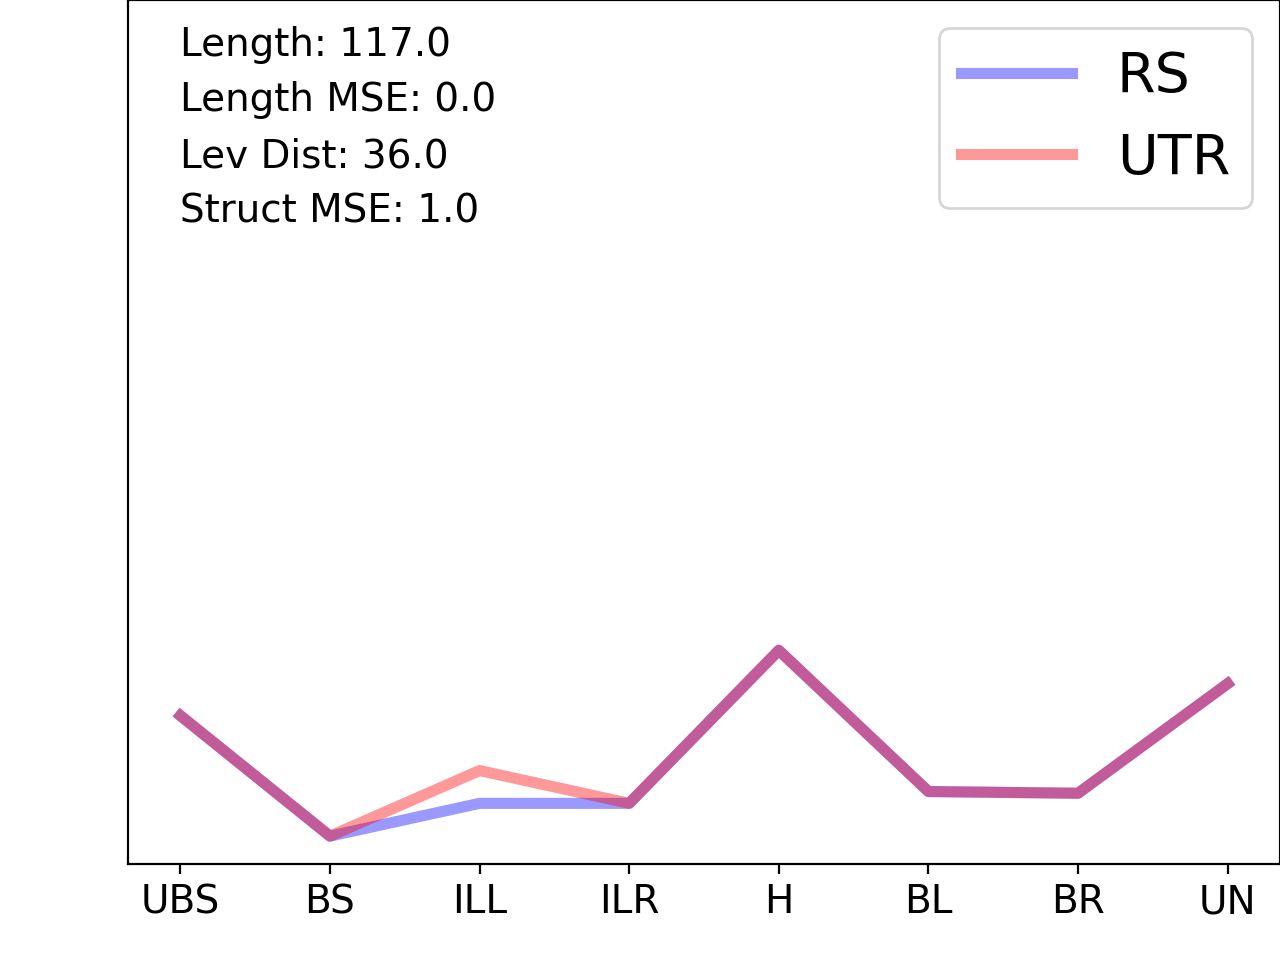 Length: 117.0
Length MSE: 0.0
Lev Dist: 36.0
Struct MSE: 1.0
RS
UTR
UBS BS ILL ILR H BL BR UN